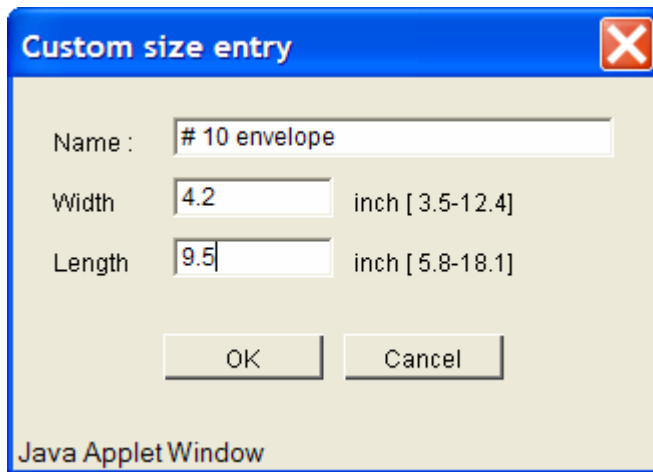 Custom size entry
Name : # 10 envelope
Width 4.2 inch [ 3.5-12.4]
Length 9.5 inch [ 5.8-18.1]
OK Cancel
Java Applet Window